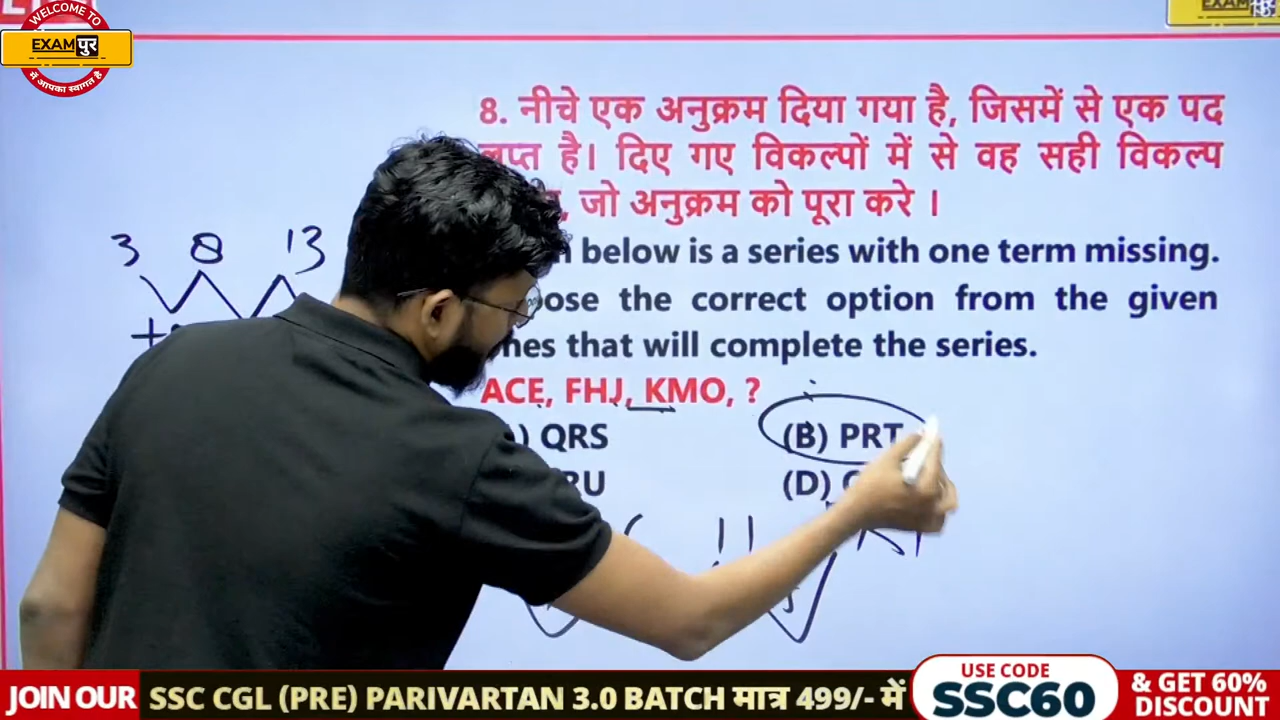 WELCOME TO
EXAMपुर
में आपका स्वागत है
EXAMपुर
8. नीचे एक अनुक्रम दिया गया है, जिसमें से एक पद
लुप्त है। दिए गए विकल्पों में से वह सही विकल्प
, जो अनुक्रम को पूरा करे ।
below is a series with one term missing.
the correct option from the given
that will complete the series.
ACE, FHJ, KMO, ?
QRS
(B) PRT
RU
(D)
3 8 13
11
JOIN OUR
SSC CGL (PRE) PARIVARTAN 3.0 BATCH मात्र 499/- में
USE CODE
SSC60
& GET 60%
DISCOUNT